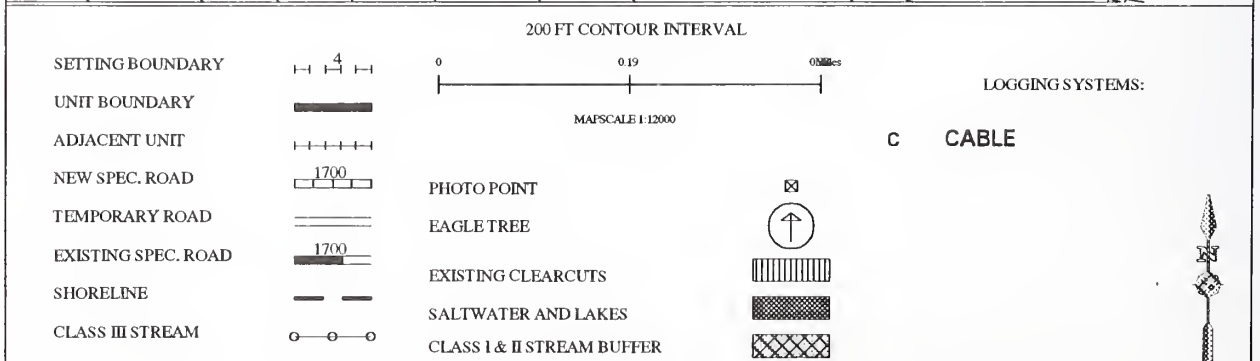 200 FT CONTOUR INTERVAL
SETTING BOUNDARY 4
UNIT BOUNDARY
ADJACENT UNIT
NEW SPEC. ROAD 1700
TEMPORARY ROAD
EXISTING SPEC. ROAD 1700
SHORELINE
CLASS III STREAM
0 0.19
MAPSCALE 1:12000
PHOTO POINT
EAGLE TREE
EXISTING CLEARCUTS
SALTWATER AND LAKES
CLASS I & II STREAM BUFFER
LOGGING SYSTEMS:
C CABLE
N